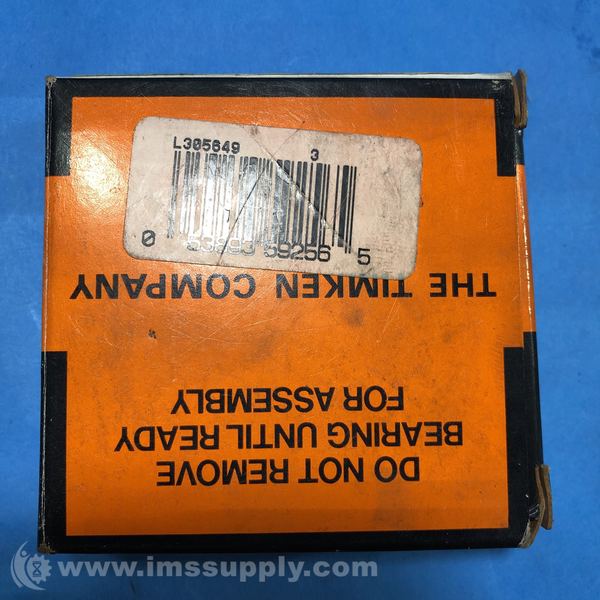 L305649 3
0 53893 59256 5
THE TIMKEN COMPANY
DO NOT REMOVE
BEARING UNTIL READY
FOR ASSEMBLY
www.imssupply.com